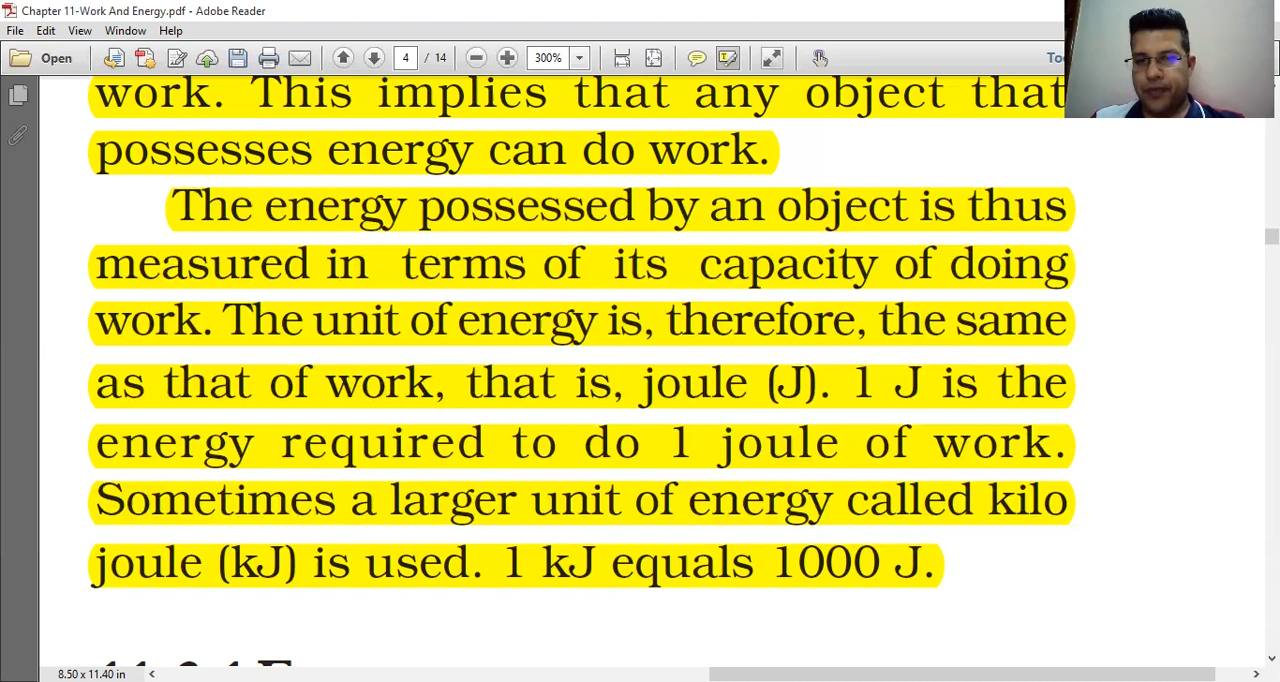 Chapter 11-Work And Energy.pdf - Adobe Reader
File Edit View Window Help
Open 4 / 14 300%
work. This implies that any object that
possesses energy can do work.
The energy possessed by an object is thus
measured in terms of its capacity of doing
work. The unit of energy is, therefore, the same
as that of work, that is, joule (J). 1 J is the
energy required to do 1 joule of work.
Sometimes a larger unit of energy called kilo
joule (kJ) is used. 1 kJ equals 1000 J.
8.50 x 11.40 in